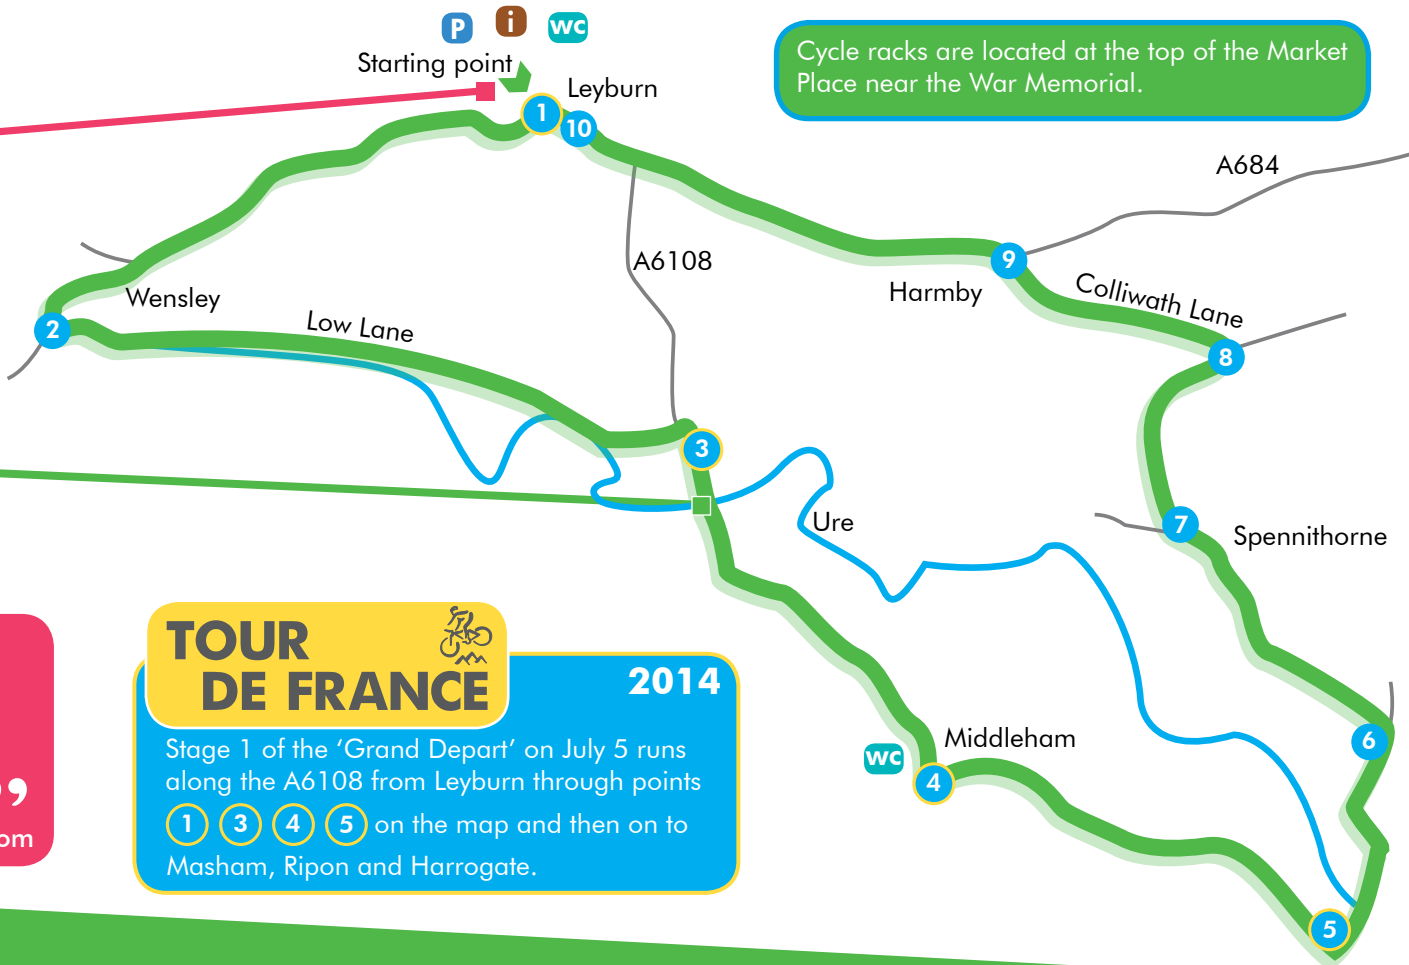 P i wc
Starting point
Leyburn
1
10
Cycle racks are located at the top of the Market
Place near the War Memorial.
A684
A6108
9
Harmby
Colliwath Lane
Wensley
2
Low Lane
8
3
Ure
7
Spennithorne
TOUR
DE FRANCE
2014
Stage 1 of the ‘Grand Depart’ on July 5 runs
along the A6108 from Leyburn through points
1 3 4 5 on the map and then on to
Masham, Ripon and Harrogate.
Middleham
wc
4
6
5
”
om